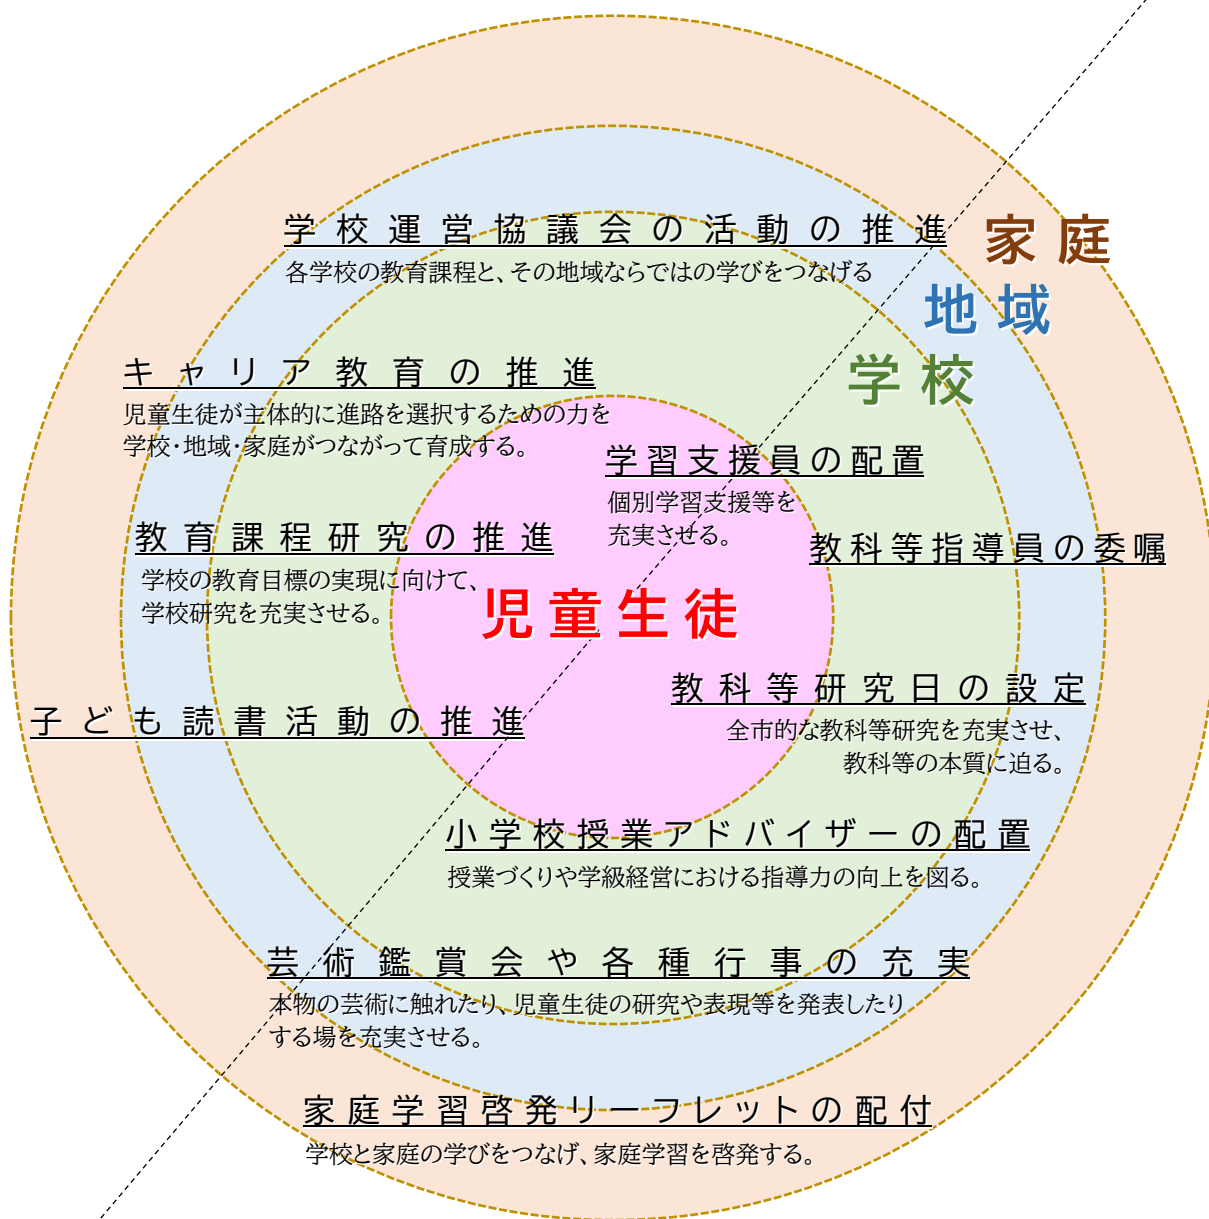 学校運営協議会の活動の推進
各学校の教育課程と、その地域ならではの学びをつなげる
家庭
地域
学校
キャリア教育の推進
児童生徒が主体的に進路を選択するための力を
学校・地域・家庭がつながって育成する。
学習支援員の配置
個別学習支援等を
充実させる。
教育課程研究の推進
学校の教育目標の実現に向けて、
学校研究を充実させる。
教科等指導員の委嘱
児童生徒
教科等研究日の設定
全市的な教科等研究を充実させ、
教科等の本質に迫る。
子ども読書活動の推進
小学校授業アドバイザーの配置
授業づくりや学級経営における指導力の向上を図る。
芸術鑑賞会や各種行事の充実
本物の芸術に触れたり、児童生徒の研究や表現等を発表したり
する場を充実させる。
家庭学習啓発リーフレットの配付
学校と家庭の学びをつなげ、家庭学習を啓発する。